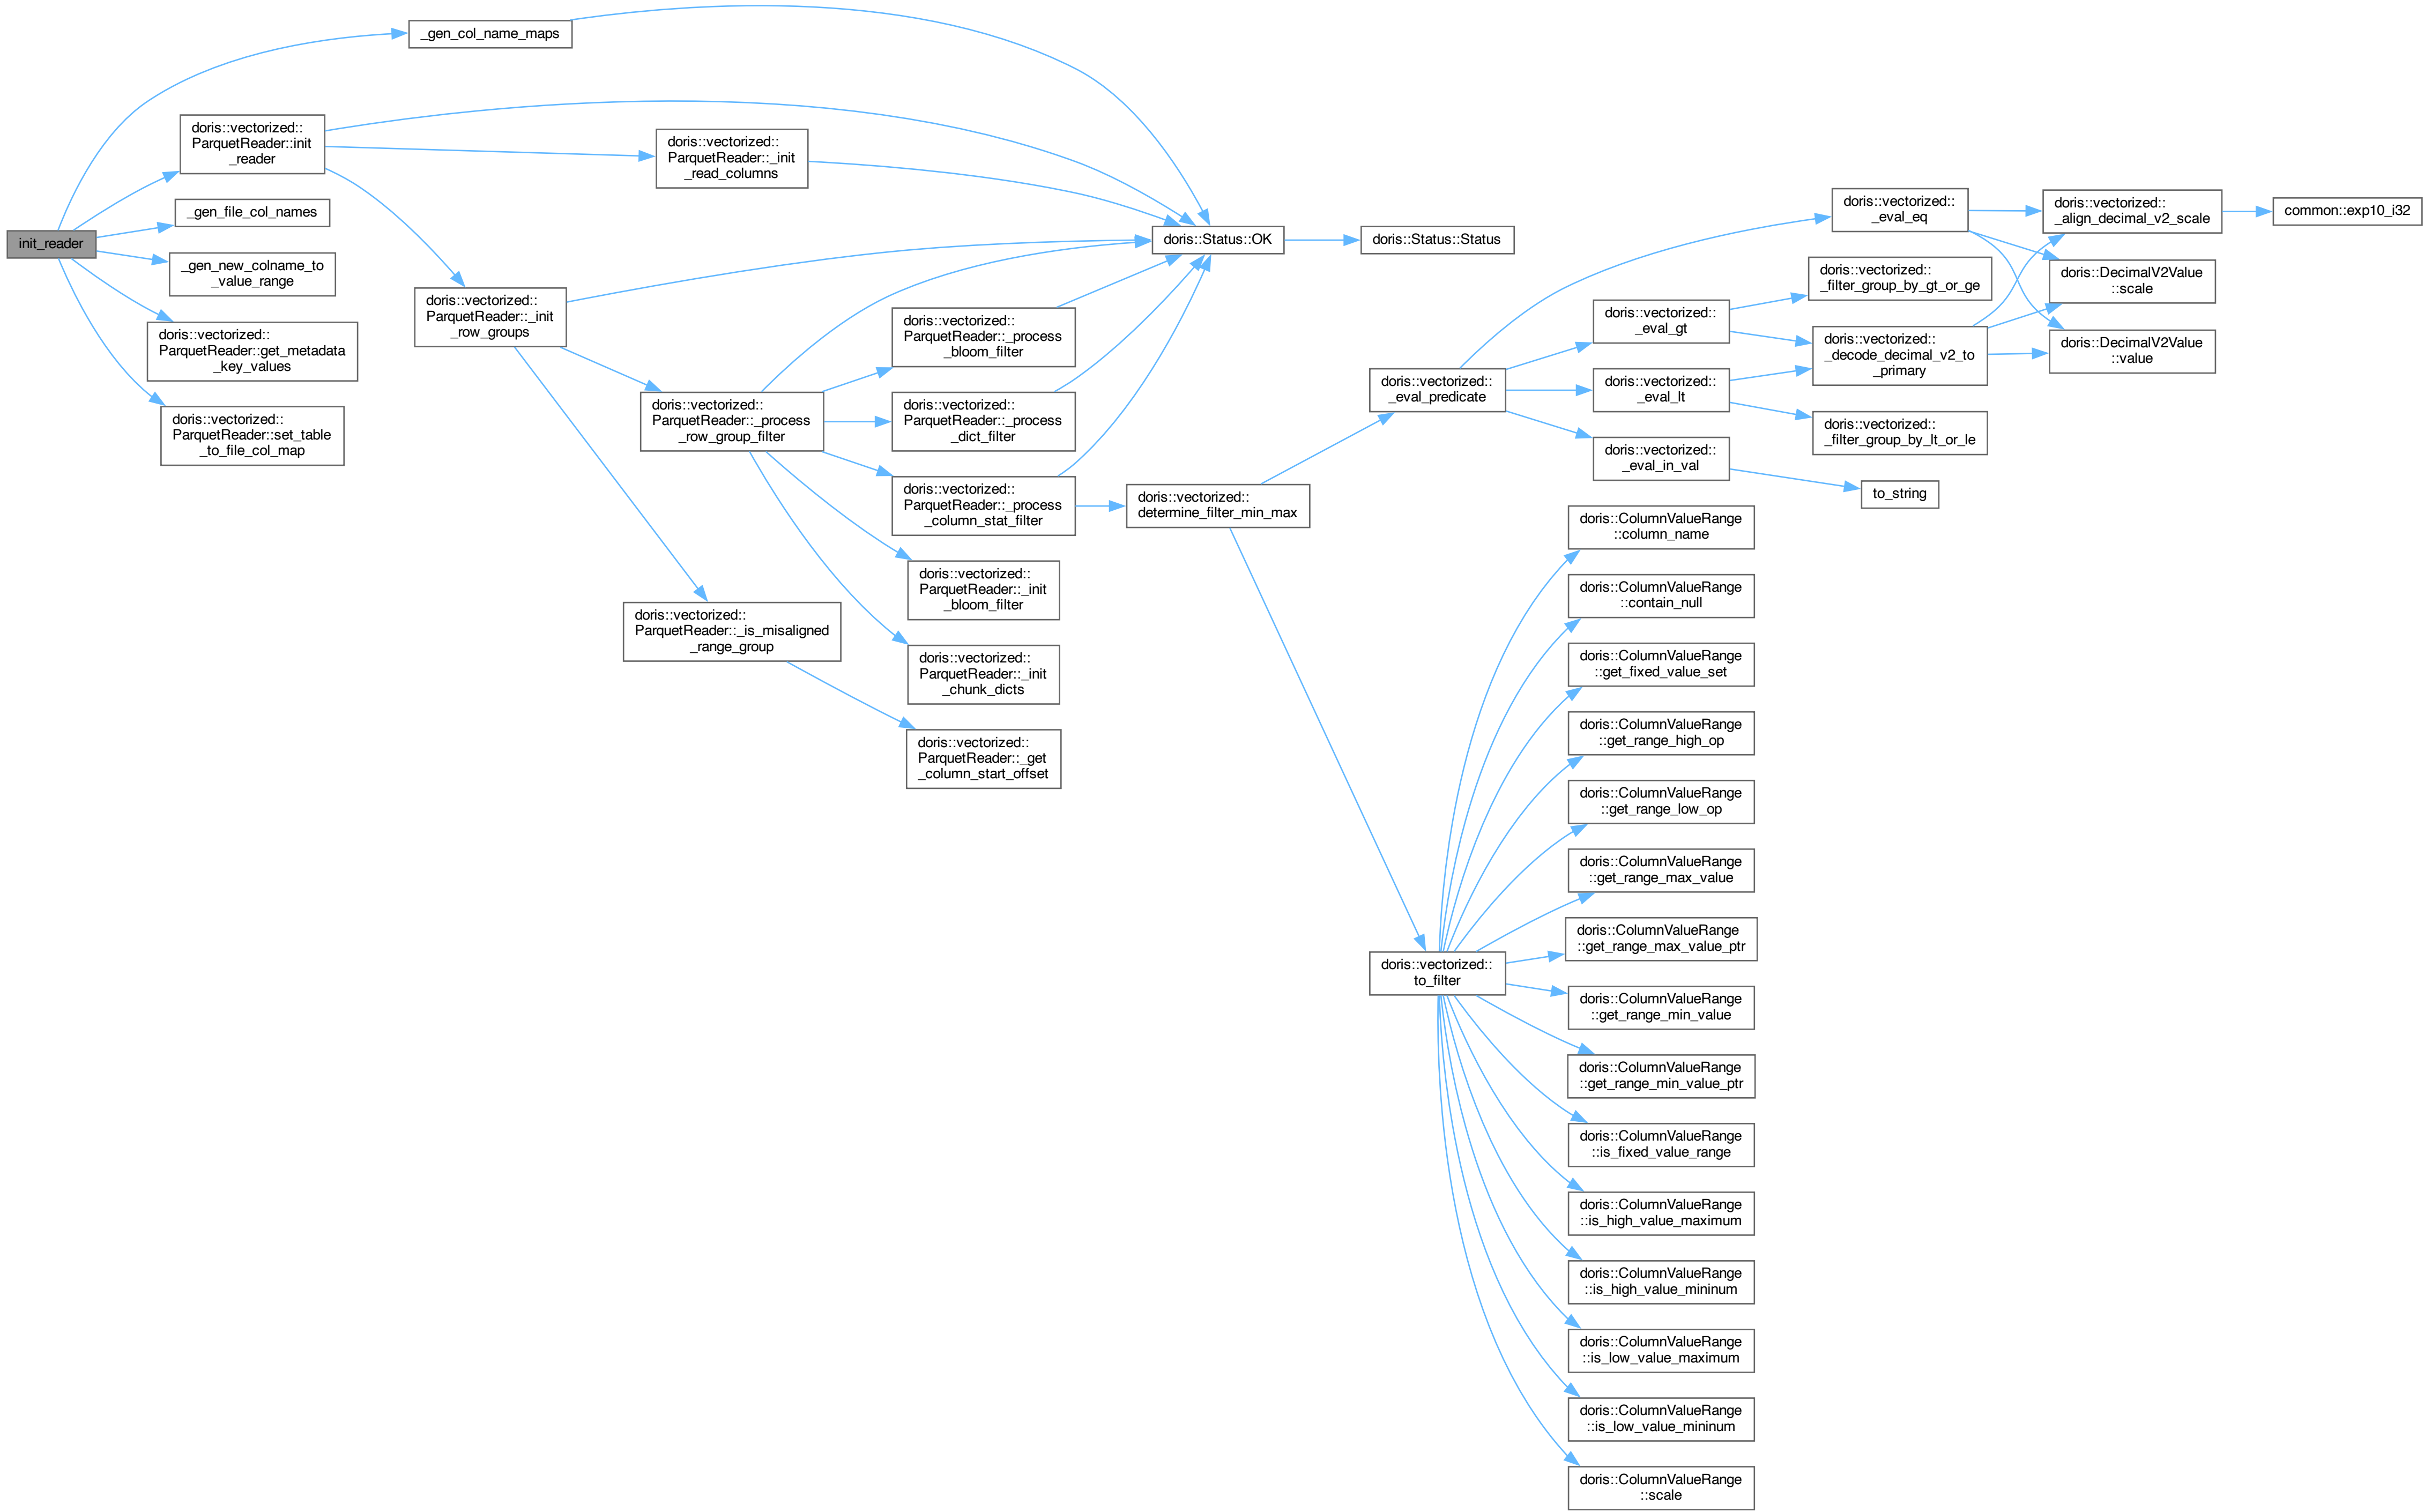 init_reader
_gen_col_name_maps
doris::vectorized::
ParquetReader::init
_reader
_gen_file_col_names
_gen_new_colname_to
_value_range
doris::vectorized::
ParquetReader::get_metadata
_key_values
doris::vectorized::
ParquetReader::set_table
_to_file_col_map
doris::vectorized::
ParquetReader::_init
_read_columns
doris::vectorized::
ParquetReader::_init
_row_groups
doris::vectorized::
ParquetReader::_process
_row_group_filter
doris::vectorized::
ParquetReader::_is_misaligned
_range_group
doris::vectorized::
ParquetReader::_process
_bloom_filter
doris::vectorized::
ParquetReader::_process
_dict_filter
doris::vectorized::
ParquetReader::_process
_column_stat_filter
doris::vectorized::
ParquetReader::_init
_bloom_filter
doris::vectorized::
ParquetReader::_init
_chunk_dicts
doris::vectorized::
ParquetReader::_get
_column_start_offset
doris::Status::OK
doris::Status::Status
doris::vectorized::
determine_filter_min_max
doris::vectorized::
_eval_predicate
doris::vectorized::
to_filter
doris::vectorized::
_eval_eq
doris::vectorized::
_eval_gt
doris::vectorized::
_eval_lt
doris::vectorized::
_eval_in_val
doris::vectorized::
_filter_group_by_gt_or_ge
doris::vectorized::
_decode_decimal_v2_to
_primary
doris::vectorized::
_filter_group_by_lt_or_le
to_string
doris::vectorized::
_align_decimal_v2_scale
doris::DecimalV2Value
::scale
doris::DecimalV2Value
::value
common::exp10_i32
doris::ColumnValueRange
::column_name
doris::ColumnValueRange
::contain_null
doris::ColumnValueRange
::get_fixed_value_set
doris::ColumnValueRange
::get_range_high_op
doris::ColumnValueRange
::get_range_low_op
doris::ColumnValueRange
::get_range_max_value
doris::ColumnValueRange
::get_range_max_value_ptr
doris::ColumnValueRange
::get_range_min_value
doris::ColumnValueRange
::get_range_min_value_ptr
doris::ColumnValueRange
::is_fixed_value_range
doris::ColumnValueRange
::is_high_value_maximum
doris::ColumnValueRange
::is_high_value_mininum
doris::ColumnValueRange
::is_low_value_maximum
doris::ColumnValueRange
::is_low_value_mininum
doris::ColumnValueRange
::scale